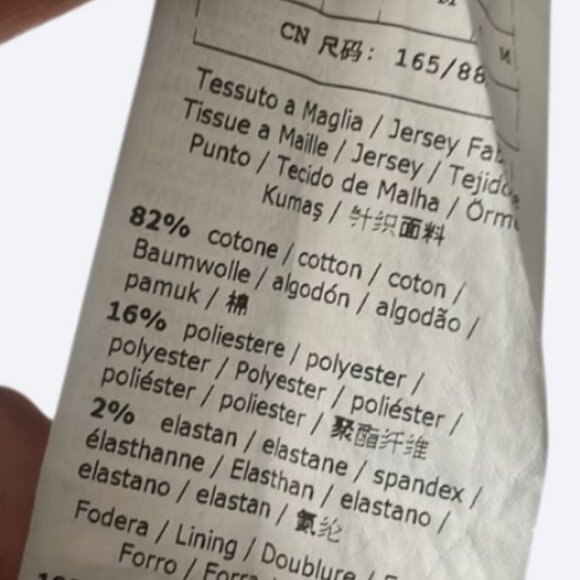 M
CN 尺码: 165/88
Tessuto a Maglia / Jersey
Tissue a Maille / Jersey /
Punto / Tecido de Malha /
Kumaş / 针织面料
82% cotone / cotton / coton /
Baumwolle / algodón / algodão /
pamuk / 棉
16% poliestere / polyester /
polyester / Polyester / poliéster /
poliéster / poliester / 聚酯纤维
2% elastan / elastane / spandex /
élasthanne / Elasthan / elastano /
elastano / elastan / 氨纶
Fodera / Lining / Doublure /
Forro /